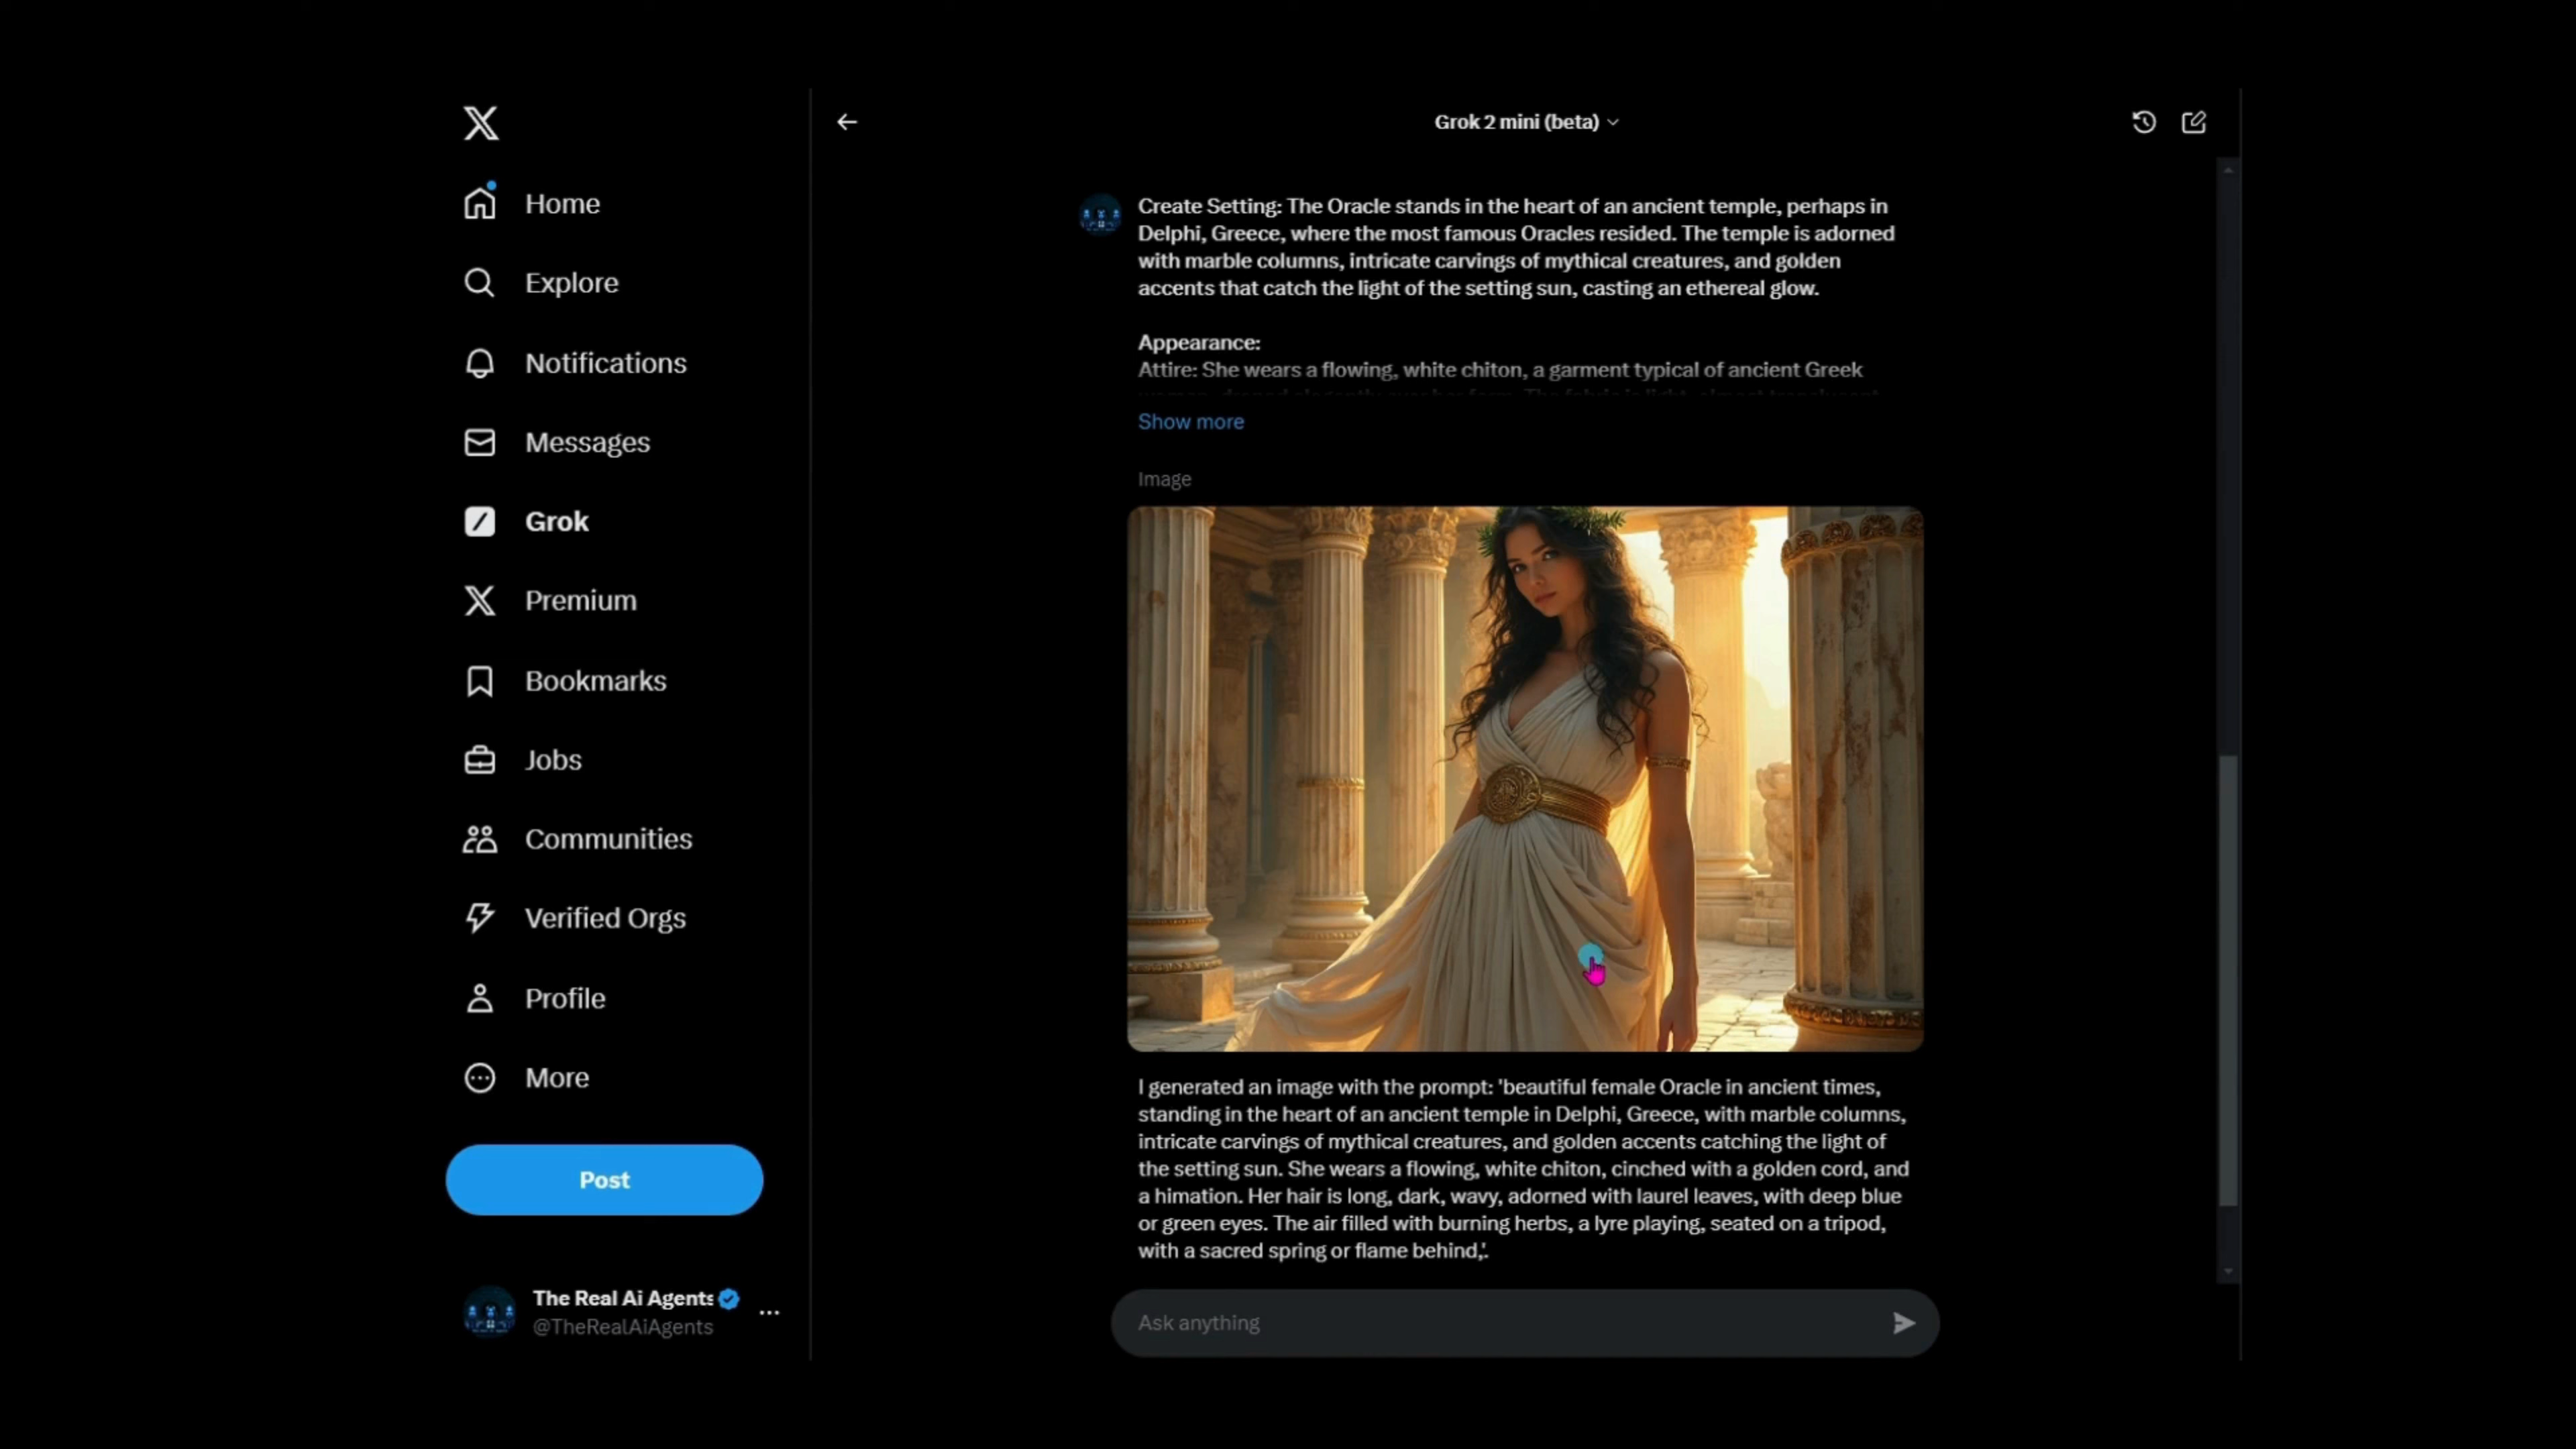 Home
Explore
Notifications
Messages
Grok
Premium
Bookmarks
Jobs
Communities
Verified Orgs
Profile
More
Post
The Real Ai Agents
@TheRealAiAgents
Grok 2 mini (beta)
Create Setting: The Oracle stands in the heart of an ancient temple, perhaps in
Delphi, Greece, where the most famous Oracles resided. The temple is adorned
with marble columns, intricate carvings of mythical creatures, and golden
accents that catch the light of the setting sun, casting an ethereal glow.
Appearance:
Attire: She wears a flowing, white chiton, a garment typical of ancient Greek
Show more
Image
I generated an image with the prompt: 'beautiful female Oracle in ancient times,
standing in the heart of an ancient temple in Delphi, Greece, with marble columns,
intricate carvings of mythical creatures, and golden accents catching the light of
the setting sun. She wears a flowing, white chiton, cinched with a golden cord, and
a himation. Her hair is long, dark, wavy, adorned with laurel leaves, with deep blue
or green eyes. The air filled with burning herbs, a lyre playing, seated on a tripod,
with a sacred spring or flame behind,'.
Ask anything